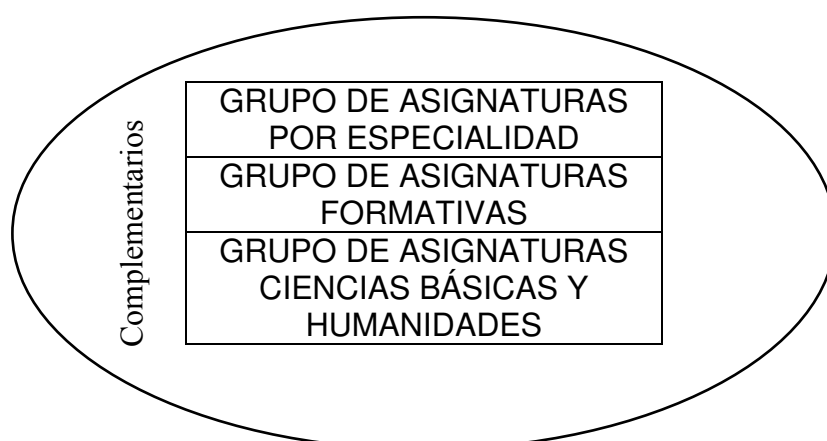 Complementarios
GRUPO DE ASIGNATURAS
POR ESPECIALIDAD
GRUPO DE ASIGNATURAS
FORMATIVAS
GRUPO DE ASIGNATURAS
CIENCIAS BÁSICAS Y
HUMANIDADES